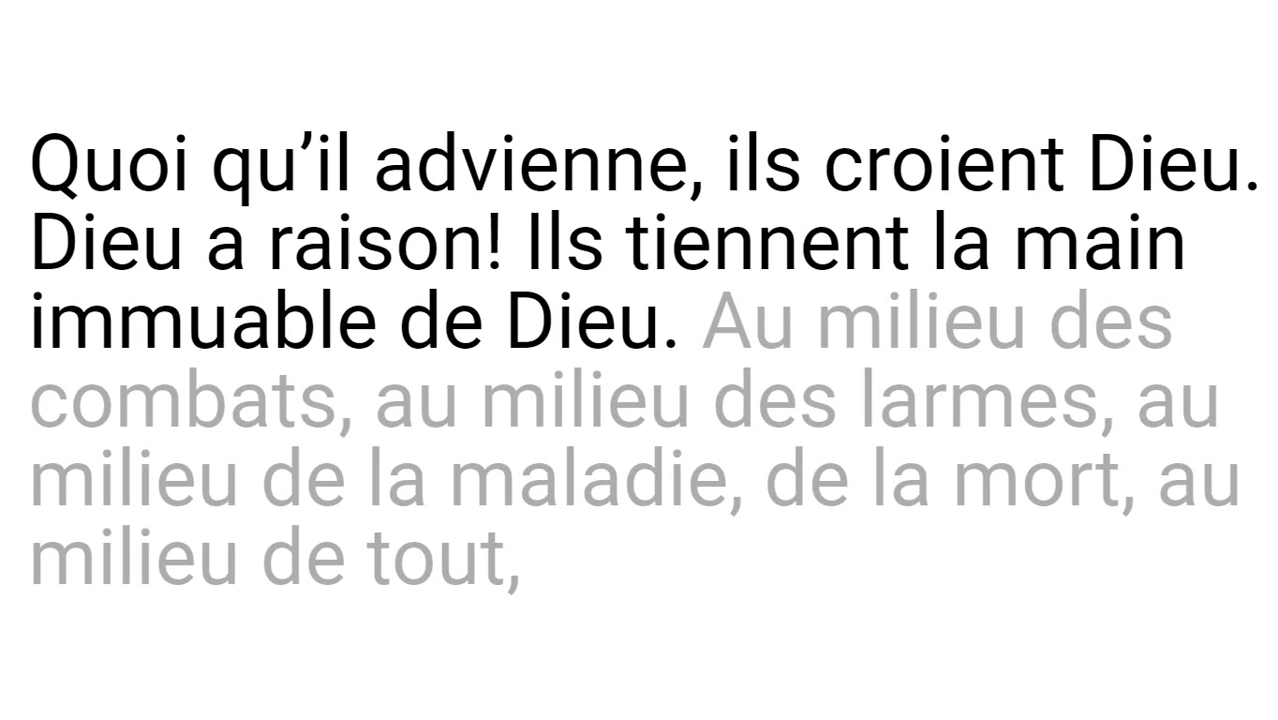 Quoi qu’il advienne, ils croient Dieu.
Dieu a raison! Ils tiennent la main
immuable de Dieu. Au milieu des
combats, au milieu des larmes, au
milieu de la maladie, de la mort, au
milieu de tout,